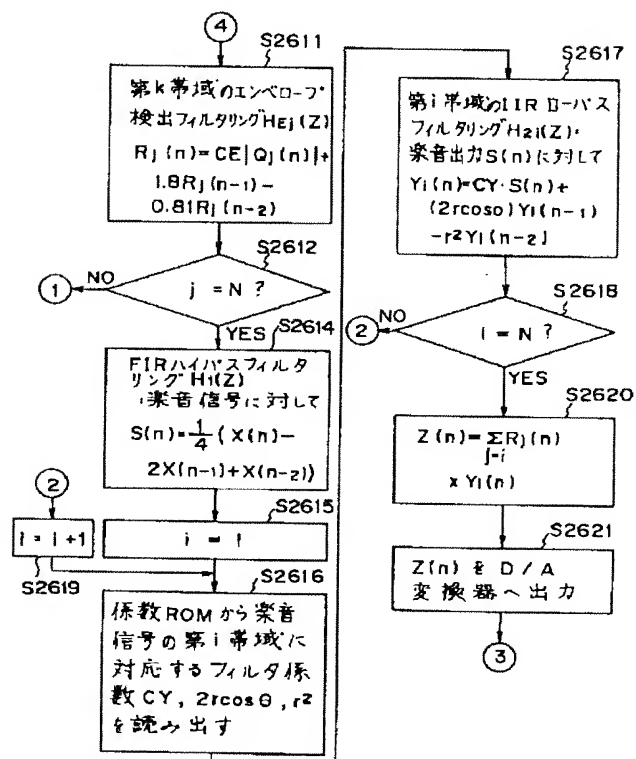 ④
S2611
第k帯域のエンベロープ
検出フィルタリングHEj(Z)
Rj(n)=CE|Qj(n)|+
1.8Rj(n-1)-
0.81Rj(n-2)
S2612
NO
①
j = N ?
YES
S2614
FIRハイパスフィルタ
リングH1(Z)
:楽音信号に対して
S(n)=1/4(X(n)-
2X(n-1)+X(n-2))
②
S2615
i = i+1
i = 1
S2619
S2616
係数ROMから楽音
信号の第i帯域に
対応するフィルタ係
数CY, 2rcosθ, r²
を読み出す
S2617
第i帯域のIIRローパス
フィルタリングH2i(Z):
楽音出力S(n)に対して
Yi(n)=CY・S(n)+
(2rcosθ)Yi(n-1)
-r²Yi(n-2)
S2618
NO
②
i = N ?
YES
S2620
Z(n)=ΣRj(n)
j=i
x Yi(n)
S2621
Z(n)をD/A
変換器へ出力
③